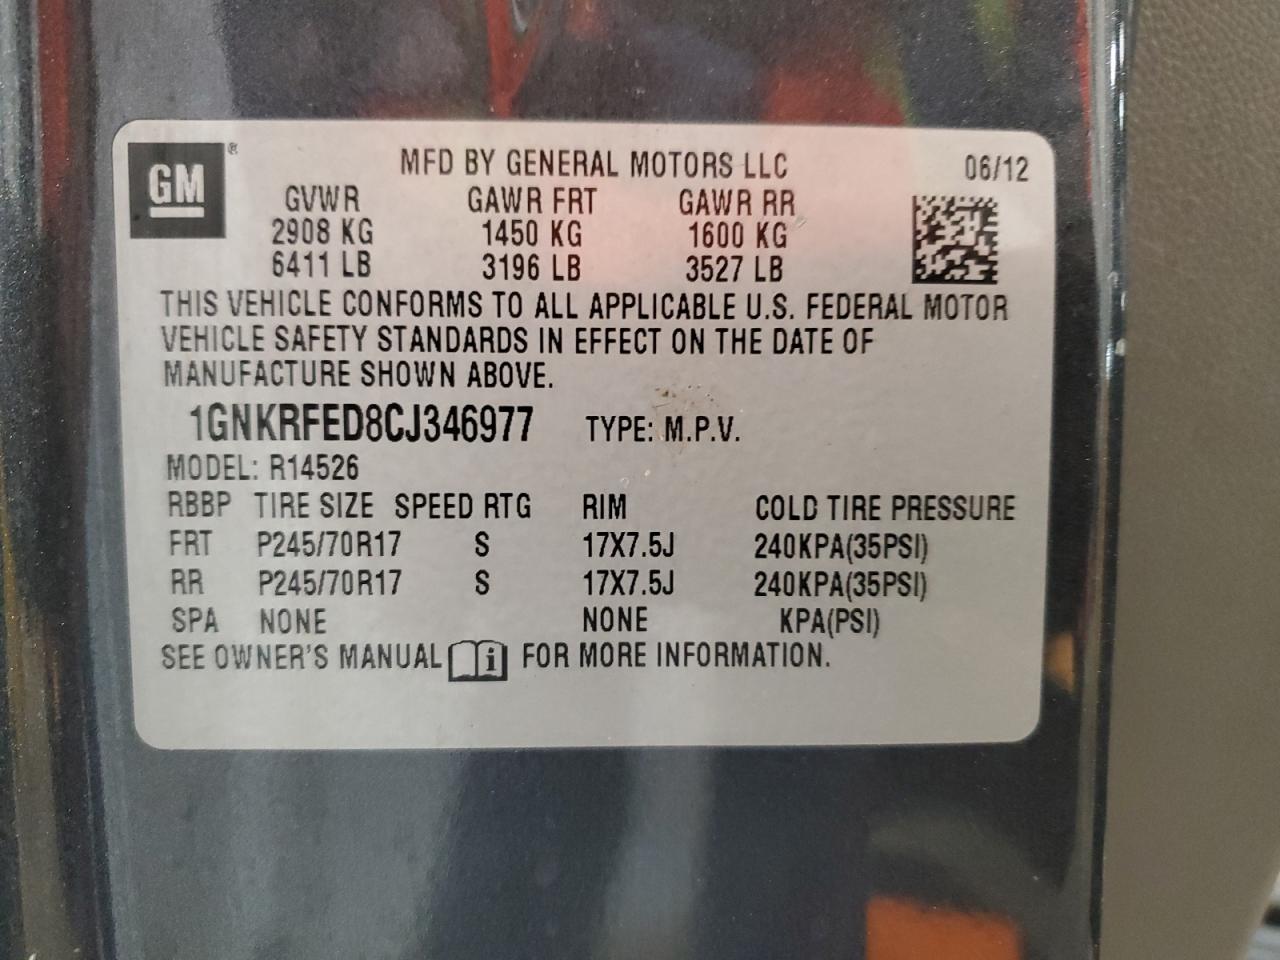 GM ®
MFD BY GENERAL MOTORS LLC 06/12
GVWR GAWR FRT GAWR RR
2908 KG 1450 KG 1600 KG
6411 LB 3196 LB 3527 LB
THIS VEHICLE CONFORMS TO ALL APPLICABLE U.S. FEDERAL MOTOR
VEHICLE SAFETY STANDARDS IN EFFECT ON THE DATE OF
MANUFACTURE SHOWN ABOVE.
1GNKRFED8CJ346977 TYPE: M.P.V.
MODEL: R14526
RBBP TIRE SIZE SPEED RTG RIM COLD TIRE PRESSURE
FRT P245/70R17 S 17X7.5J 240KPA(35PSI)
RR P245/70R17 S 17X7.5J 240KPA(35PSI)
SPA NONE NONE KPA(PSI)
SEE OWNER'S MANUAL i FOR MORE INFORMATION.